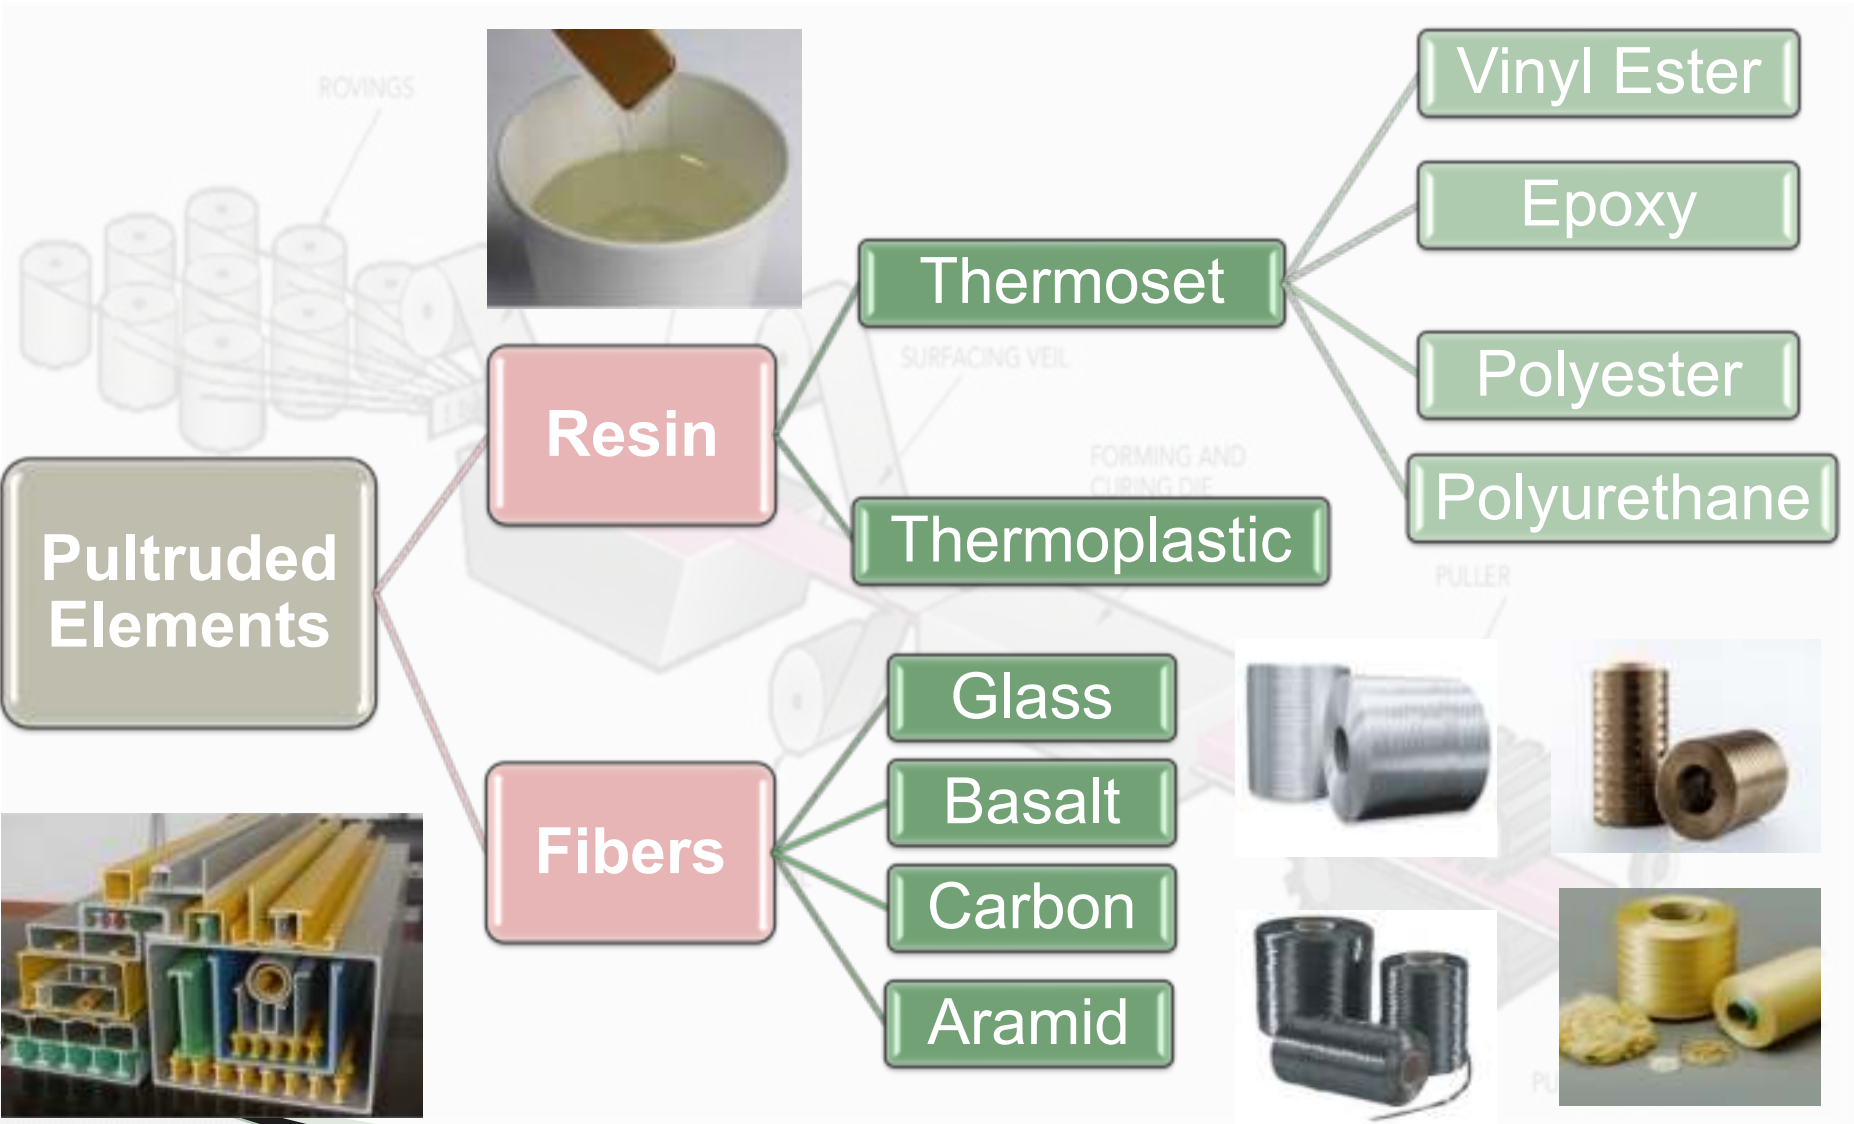 ROVINGS
Vinyl Ester
Epoxy
Thermoset
SURFACING VEIL
Polyester
Resin
FORMING AND
CURING DIE
Polyurethane
Thermoplastic
Pultruded
Elements
PULLER
Glass
Basalt
Fibers
Carbon
Aramid